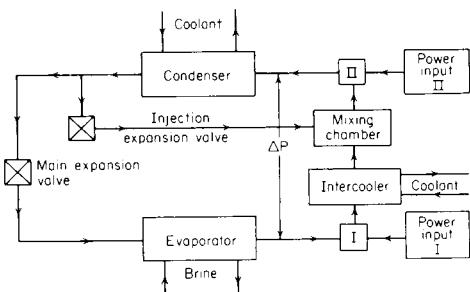 Coolant
Condenser
II
Power
input
II
Injection
expansion valve
Mixing
chamber
ΔP
Main expansion
valve
Intercooler
Coolant
Evaporator
I
Power
input
I
Brine